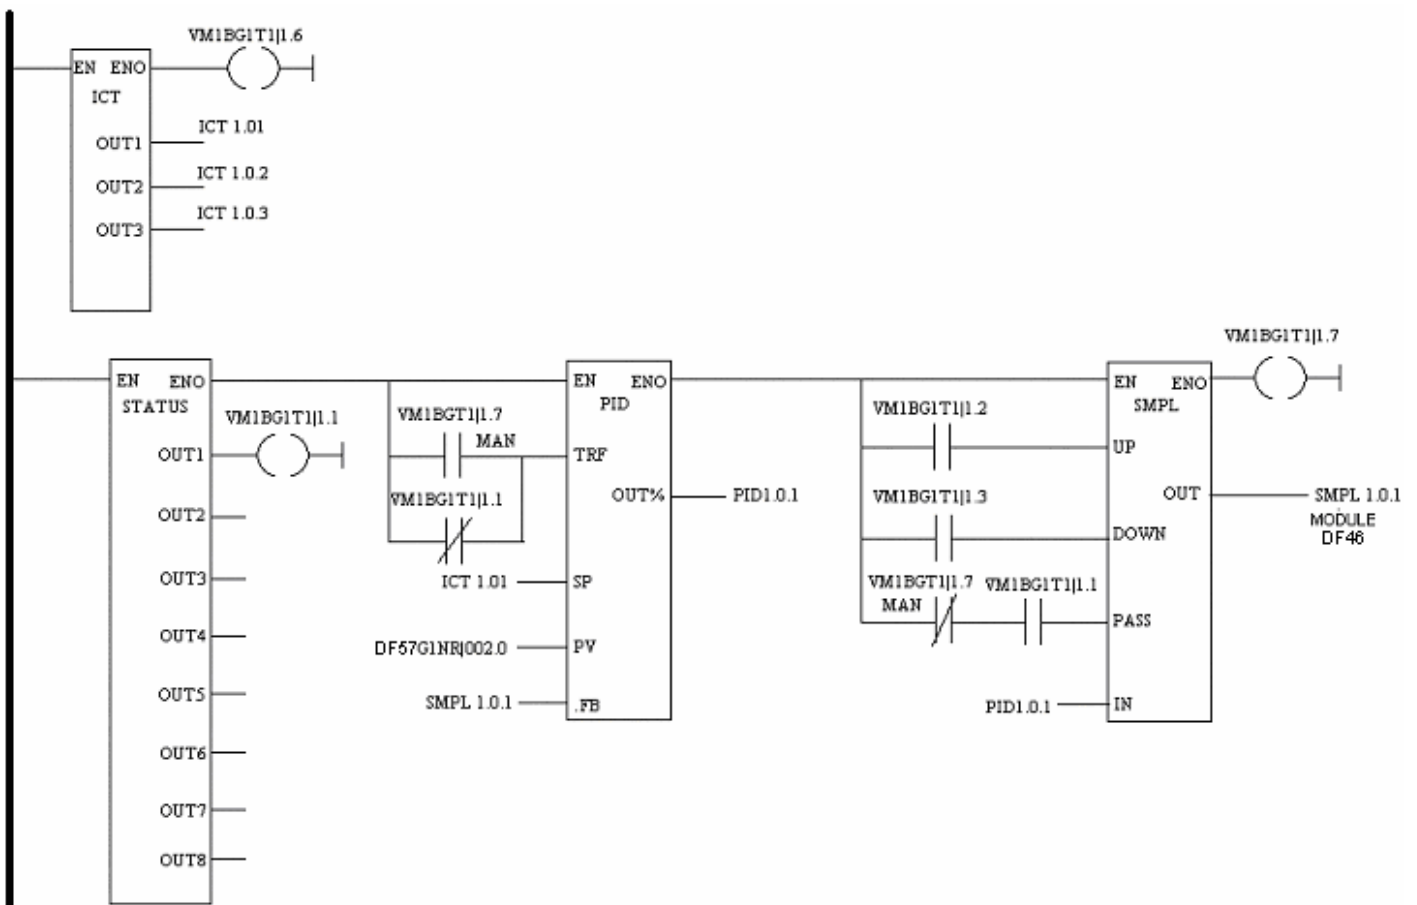 VM1BG1T1|1.6
EN ENO
ICT
OUT1
ICT 1.01
OUT2
ICT 1.0.2
OUT3
ICT 1.0.3
EN ENO
STATUS
OUT1
VM1BG1T1|1.1
OUT2
OUT3
OUT4
OUT5
OUT6
OUT7
OUT8
EN ENO
PID
VM1BGT1|1.7
MAN
TRF
VM1BG1T1|1.1
OUT%
PID1.0.1
ICT 1.01
SP
DF57G1NR|002.0
PV
SMPL 1.0.1
.FB
VM1BG1T1|1.7
EN ENO
SMPL
VM1BG1T1|1.2
UP
VM1BG1T1|1.3
DOWN
OUT
SMPL 1.0.1
MODULE
DF46
VM1BGT1|1.7
MAN
VM1BG1T1|1.1
PASS
PID1.0.1
IN